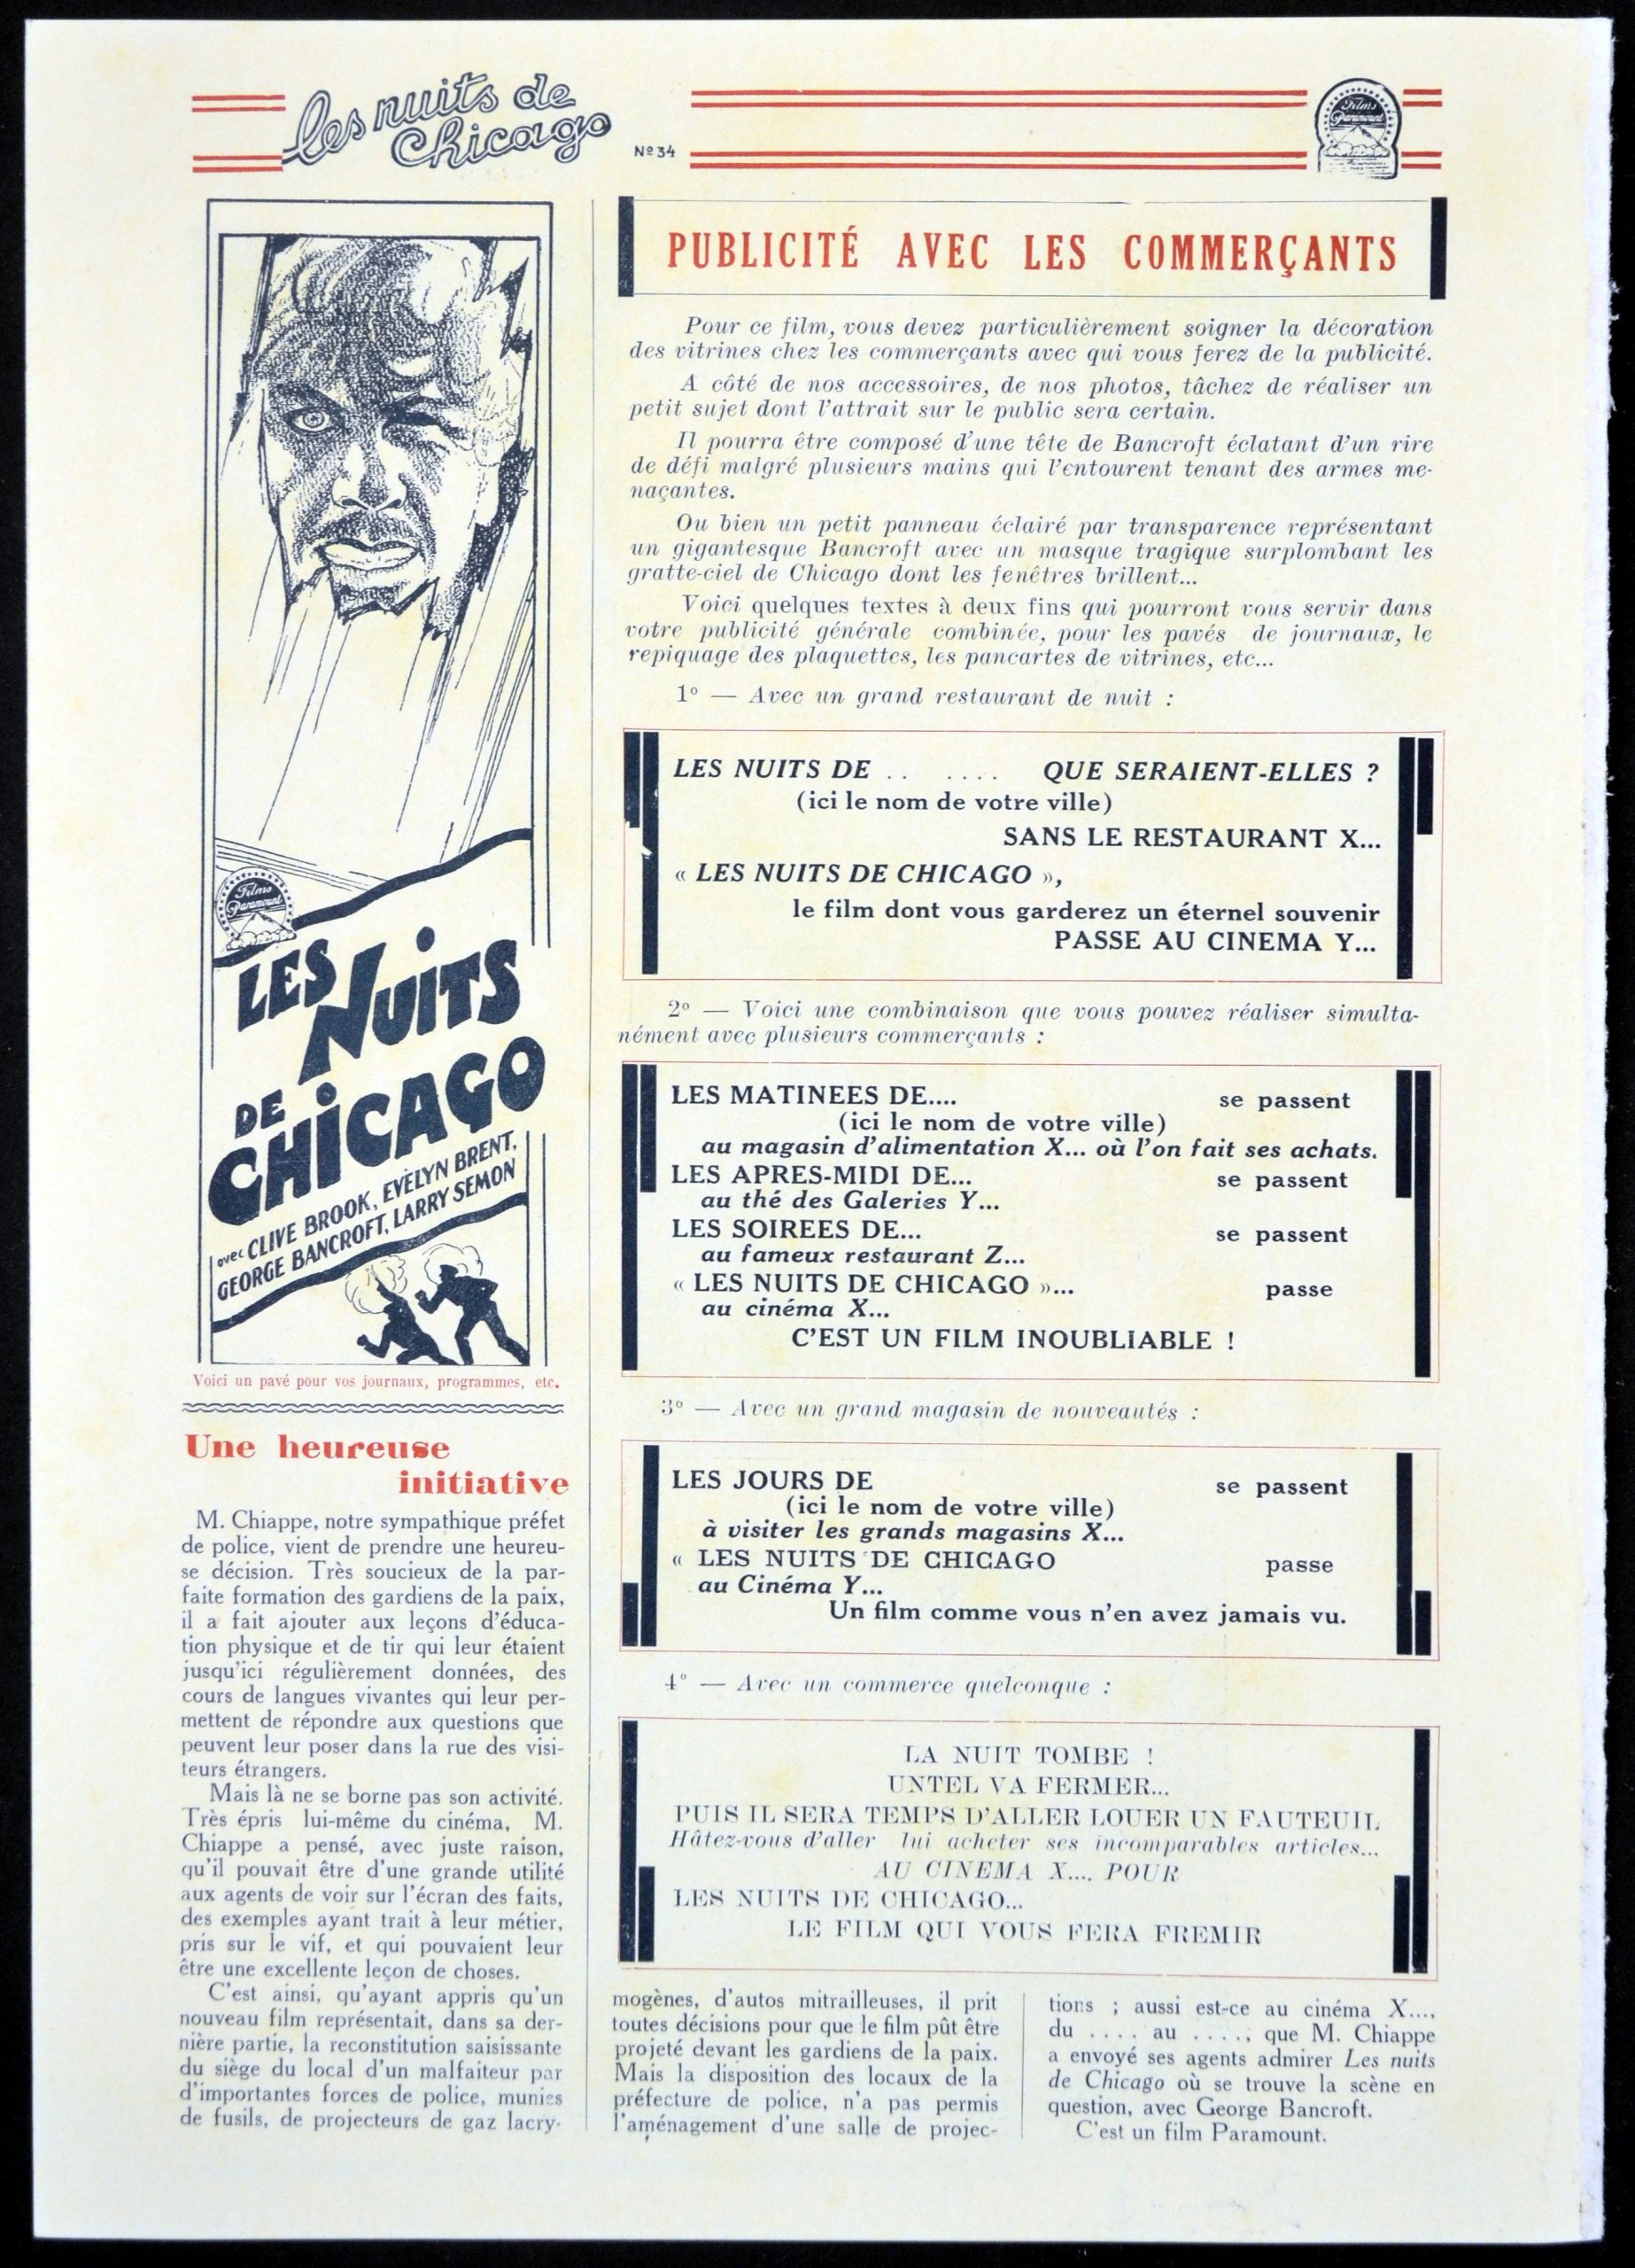 les nuits de
Chicago
Nº 34
Films
Paramount
Films
Paramount
LES NUITS
DE
CHICAGO
avec CLIVE BROOK, EVELYN BRENT,
GEORGE BANCROFT, LARRY SEMON
Voici un pavé pour vos journaux, programmes, etc.
PUBLICITÉ AVEC LES COMMERÇANTS
Pour ce film, vous devez particulièrement soigner la décoration
des vitrines chez les commerçants avec qui vous ferez de la publicité.
A côté de nos accessoires, de nos photos, tâchez de réaliser un
petit sujet dont l'attrait sur le public sera certain.
Il pourra être composé d'une tête de Bancroft éclatant d'un rire
de défi malgré plusieurs mains qui l'entourent tenant des armes me-
naçantes.
Ou bien un petit panneau éclairé par transparence représentant
un gigantesque Bancroft avec un masque tragique surplombant les
gratte-ciel de Chicago dont les fenêtres brillent...
Voici quelques textes à deux fins qui pourront vous servir dans
votre publicité générale combinée, pour les pavés de journaux, le
repiquage des plaquettes, les pancartes de vitrines, etc...
1º — Avec un grand restaurant de nuit :
LES NUITS DE .. .... QUE SERAIENT-ELLES ?
(ici le nom de votre ville)
SANS LE RESTAURANT X...
« LES NUITS DE CHICAGO »,
le film dont vous garderez un éternel souvenir
PASSE AU CINEMA Y...
2º — Voici une combinaison que vous pouvez réaliser simulta-
nément avec plusieurs commerçants :
LES MATINEES DE.... se passent
(ici le nom de votre ville)
au magasin d'alimentation X... où l'on fait ses achats.
LES APRES-MIDI DE... se passent
au thé des Galeries Y...
LES SOIREES DE... se passent
au fameux restaurant Z...
« LES NUITS DE CHICAGO »... passe
au cinéma X...
C'EST UN FILM INOUBLIABLE !
3º — Avec un grand magasin de nouveautés :
LES JOURS DE se passent
(ici le nom de votre ville)
à visiter les grands magasins X...
« LES NUITS DE CHICAGO passe
au Cinéma Y...
Un film comme vous n'en avez jamais vu.
4º — Avec un commerce quelconque :
LA NUIT TOMBE !
UNTEL VA FERMER...
PUIS IL SERA TEMPS D'ALLER LOUER UN FAUTEUIL
Hâtez-vous d'aller lui acheter ses incomparables articles...
AU CINEMA X.... POUR
LES NUITS DE CHICAGO...
LE FILM QUI VOUS FERA FREMIR
Une heureuse
initiative
M. Chiappe, notre sympathique préfet
de police, vient de prendre une heureu-
se décision. Très soucieux de la par-
faite formation des gardiens de la paix,
il a fait ajouter aux leçons d'éduca-
tion physique et de tir qui leur étaient
jusqu'ici régulièrement données, des
cours de langues vivantes qui leur per-
mettent de répondre aux questions que
peuvent leur poser dans la rue des visi-
teurs étrangers.
Mais là ne se borne pas son activité.
Très épris lui-même du cinéma, M.
Chiappe a pensé, avec juste raison,
qu'il pouvait être d'une grande utilité
aux agents de voir sur l'écran des faits,
des exemples ayant trait à leur métier,
pris sur le vif, et qui pouvaient leur
être une excellente leçon de choses.
C'est ainsi, qu'ayant appris qu'un
nouveau film représentait, dans sa der-
nière partie, la reconstitution saisissante
du siège du local d'un malfaiteur par
d'importantes forces de police, munies
de fusils, de projecteurs de gaz lacry-
mogènes, d'autos mitrailleuses, il prit
toutes décisions pour que le film pût être
projeté devant les gardiens de la paix.
Mais la disposition des locaux de la
préfecture de police, n'a pas permis
l'aménagement d'une salle de projec-
tions ; aussi est-ce au cinéma X...,
du .... au ...., que M. Chiappe
a envoyé ses agents admirer Les nuits
de Chicago où se trouve la scène en
question, avec George Bancroft.
C'est un film Paramount.